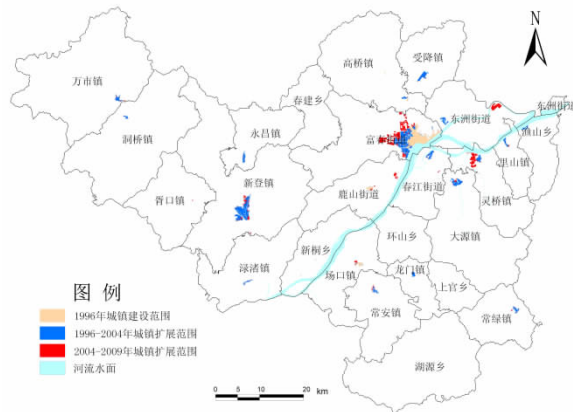 N
高桥镇
受降镇
万市镇
春建乡
东洲街道
东洲街道
永昌镇
富春街道
渔山乡
洞桥镇
里山镇
新登镇
春江街道
鹿山街道
灵桥镇
胥口镇
大源镇
环山乡
新桐乡
渌渚镇
场口镇
龙门镇
上官乡
常安镇
常绿镇
湖源乡
图 例
1996年城镇建设范围
1996-2004年城镇扩展范围
2004-2009年城镇扩展范围
河流水面
0 5 10 20
km